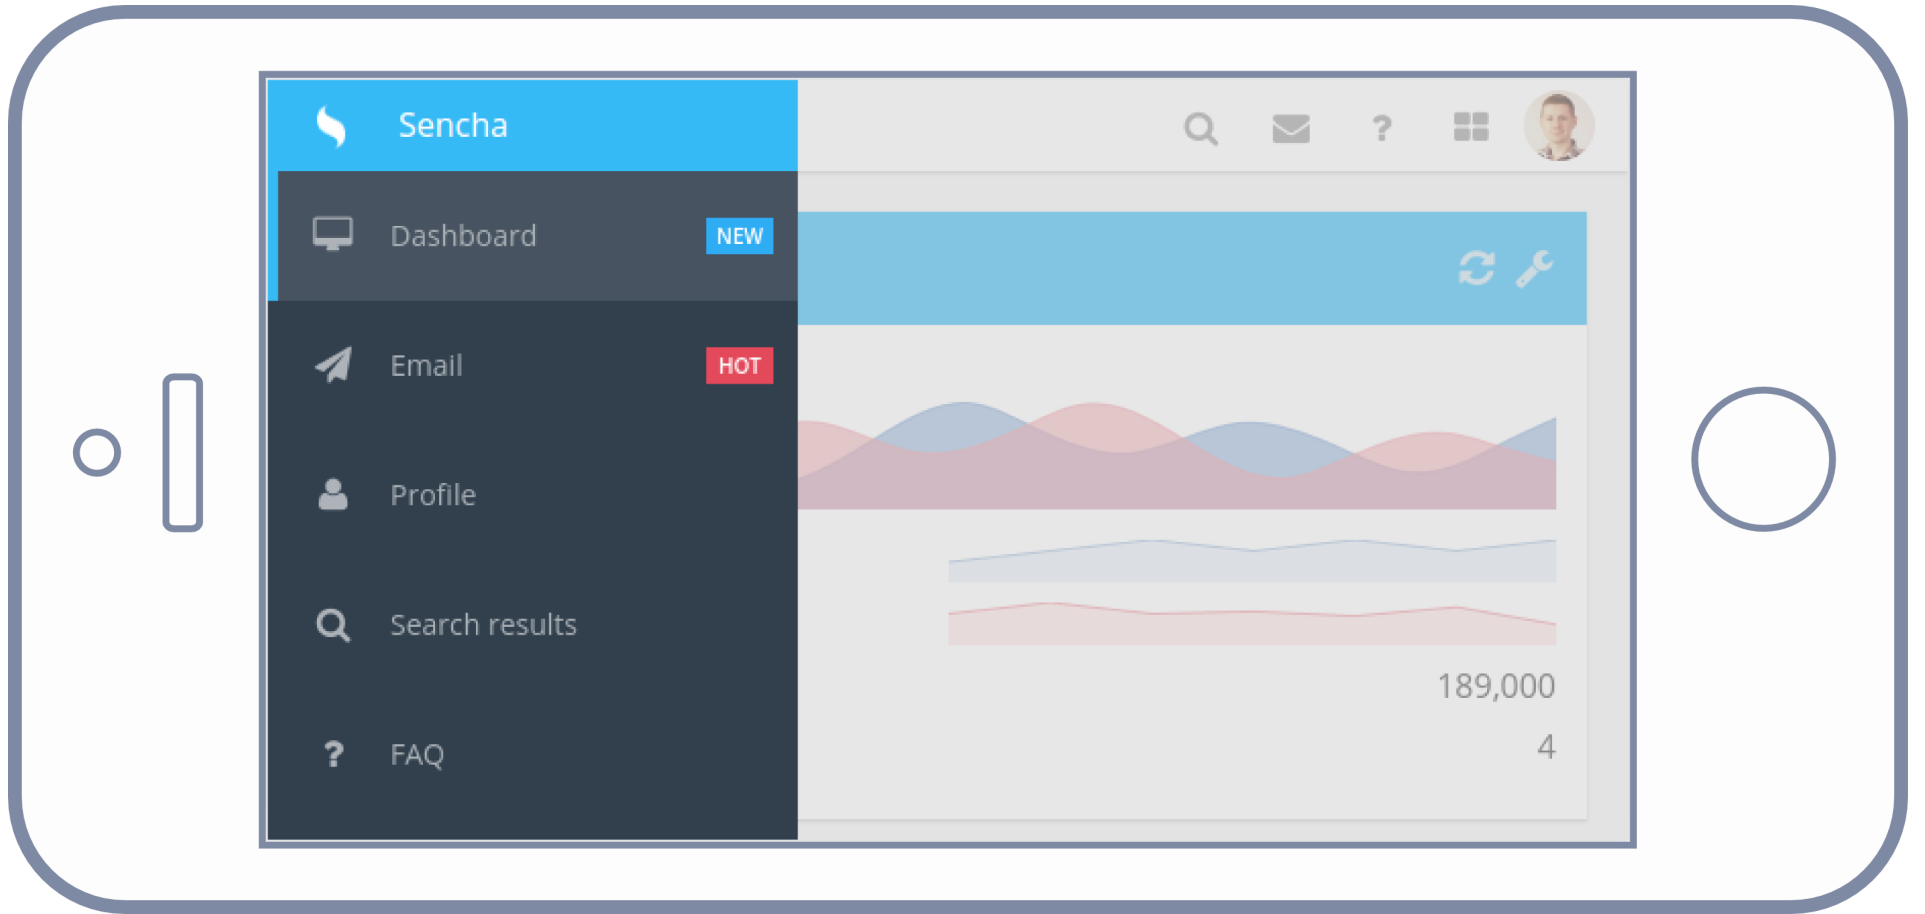 Sencha
Dashboard NEW
Email HOT
Profile
Search results
FAQ
?
189,000
4